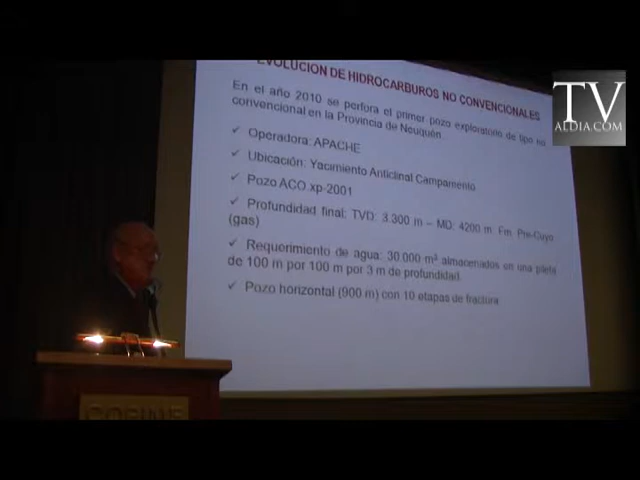 EVOLUCION DE HIDROCARBUROS NO CONVENCIONALES
En el año 2010 se perfora el primer pozo exploratorio de tipo no
convencional en la Provincia de Neuquén.
✓ Operadora: APACHE
✓ Ubicación: Yacimiento Anticlinal Campamento
✓ Pozo ACO.xp-2001
✓ Profundidad final: TVD: 3.300 m – MD: 4200 m. Fm. Pre-Cuyo
(gas)
✓ Requerimiento de agua: 30.000 m³ almacenados en una pileta
de 100 m por 100 m por 3 m de profundidad.
✓ Pozo horizontal (900 m) con 10 etapas de fractura
TV
ALDIA.COM